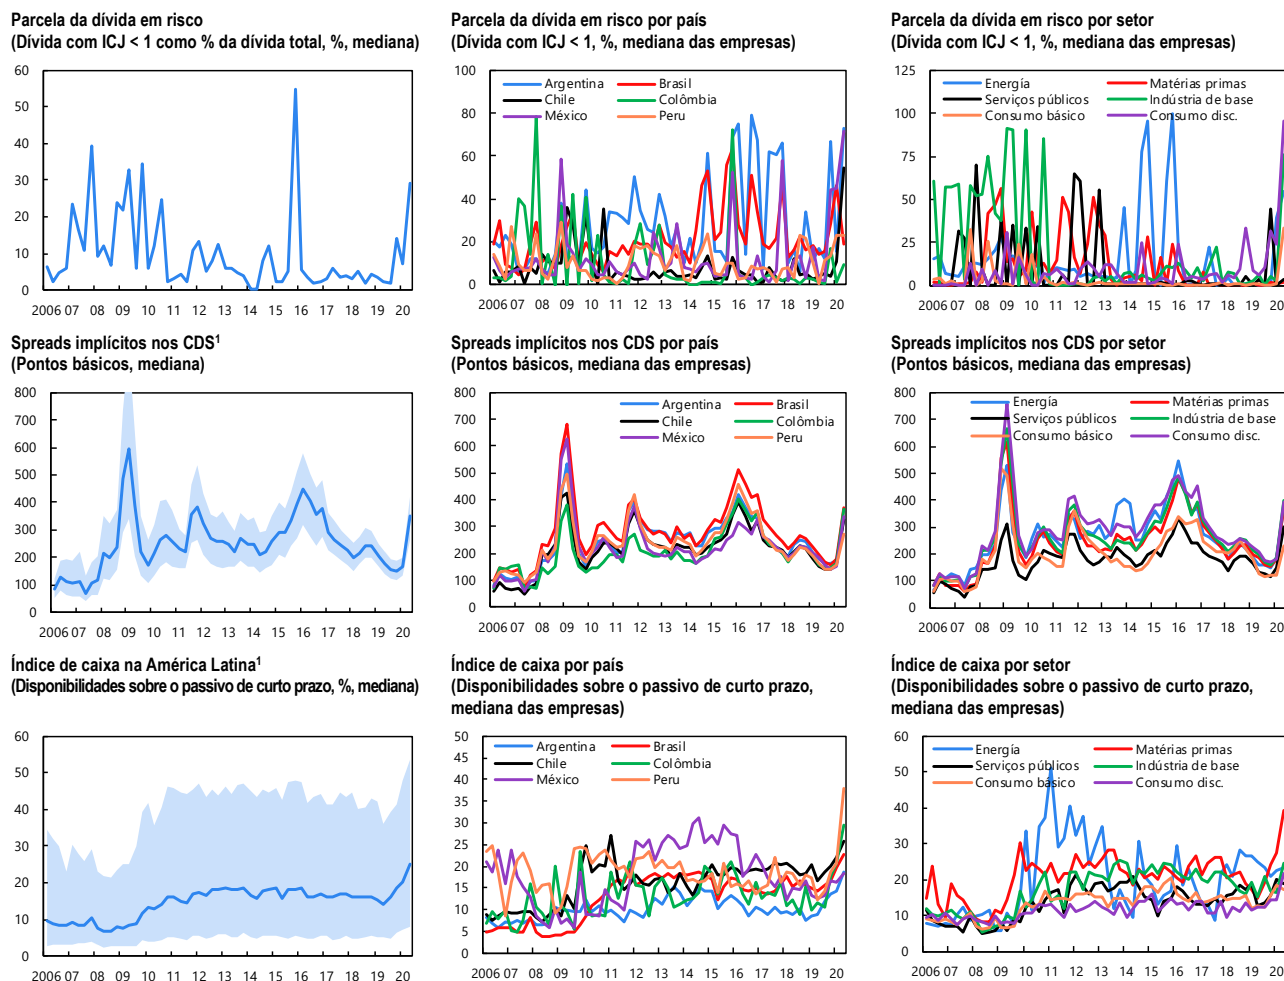 Parcela da dívida em risco
(Dívida com ICJ < 1 como % da dívida total, %, mediana)
60
50
40
30
20
10
0
2006 07 08 09 10 11 12 13 14 15 16 17 18 19 20
Parcela da dívida em risco por país
(Dívida com ICJ < 1, %, mediana das empresas)
100
80
60
40
20
0
Argentina
Brasil
Chile
Colômbia
México
Peru
2006 07 08 09 10 11 12 13 14 15 16 17 18 19 20
Parcela da dívida em risco por setor
(Dívida com ICJ < 1, %, mediana das empresas)
125
100
75
50
25
0
Energía
Matérias primas
Serviços públicos
Indústria de base
Consumo básico
Consumo disc.
2006 07 08 09 10 11 12 13 14 15 16 17 18 19 20
Spreads implícitos nos CDS¹
(Pontos básicos, mediana)
800
700
600
500
400
300
200
100
0
2006 07 08 09 10 11 12 13 14 15 16 17 18 19 20
Spreads implícitos nos CDS por país
(Pontos básicos, mediana das empresas)
800
700
600
500
400
300
200
100
0
Argentina
Brasil
Chile
Colômbia
México
Peru
2006 07 08 09 10 11 12 13 14 15 16 17 18 19 20
Spreads implícitos nos CDS por setor
(Pontos básicos, mediana das empresas)
800
700
600
500
400
300
200
100
0
Energía
Matérias primas
Serviços públicos
Indústria de base
Consumo básico
Consumo disc.
2006 07 08 09 10 11 12 13 14 15 16 17 18 19 20
Índice de caixa na América Latina¹
(Disponibilidades sobre o passivo de curto prazo, %, mediana)
60
50
40
30
20
10
0
2006 07 08 09 10 11 12 13 14 15 16 17 18 19 20
Índice de caixa por país
(Disponibilidades sobre o passivo de curto prazo,
mediana das empresas)
50
45
40
35
30
25
20
15
10
5
0
Argentina
Brasil
Chile
Colômbia
México
Peru
2006 07 08 09 10 11 12 13 14 15 16 17 18 19 20
Índice de caixa por setor
(Disponibilidades sobre o passivo de curto prazo,
mediana das empresas)
60
50
40
30
20
10
0
Energía
Matérias primas
Serviços públicos
Indústria de base
Consumo básico
Consumo disc.
2006 07 08 09 10 11 12 13 14 15 16 17 18 19 20